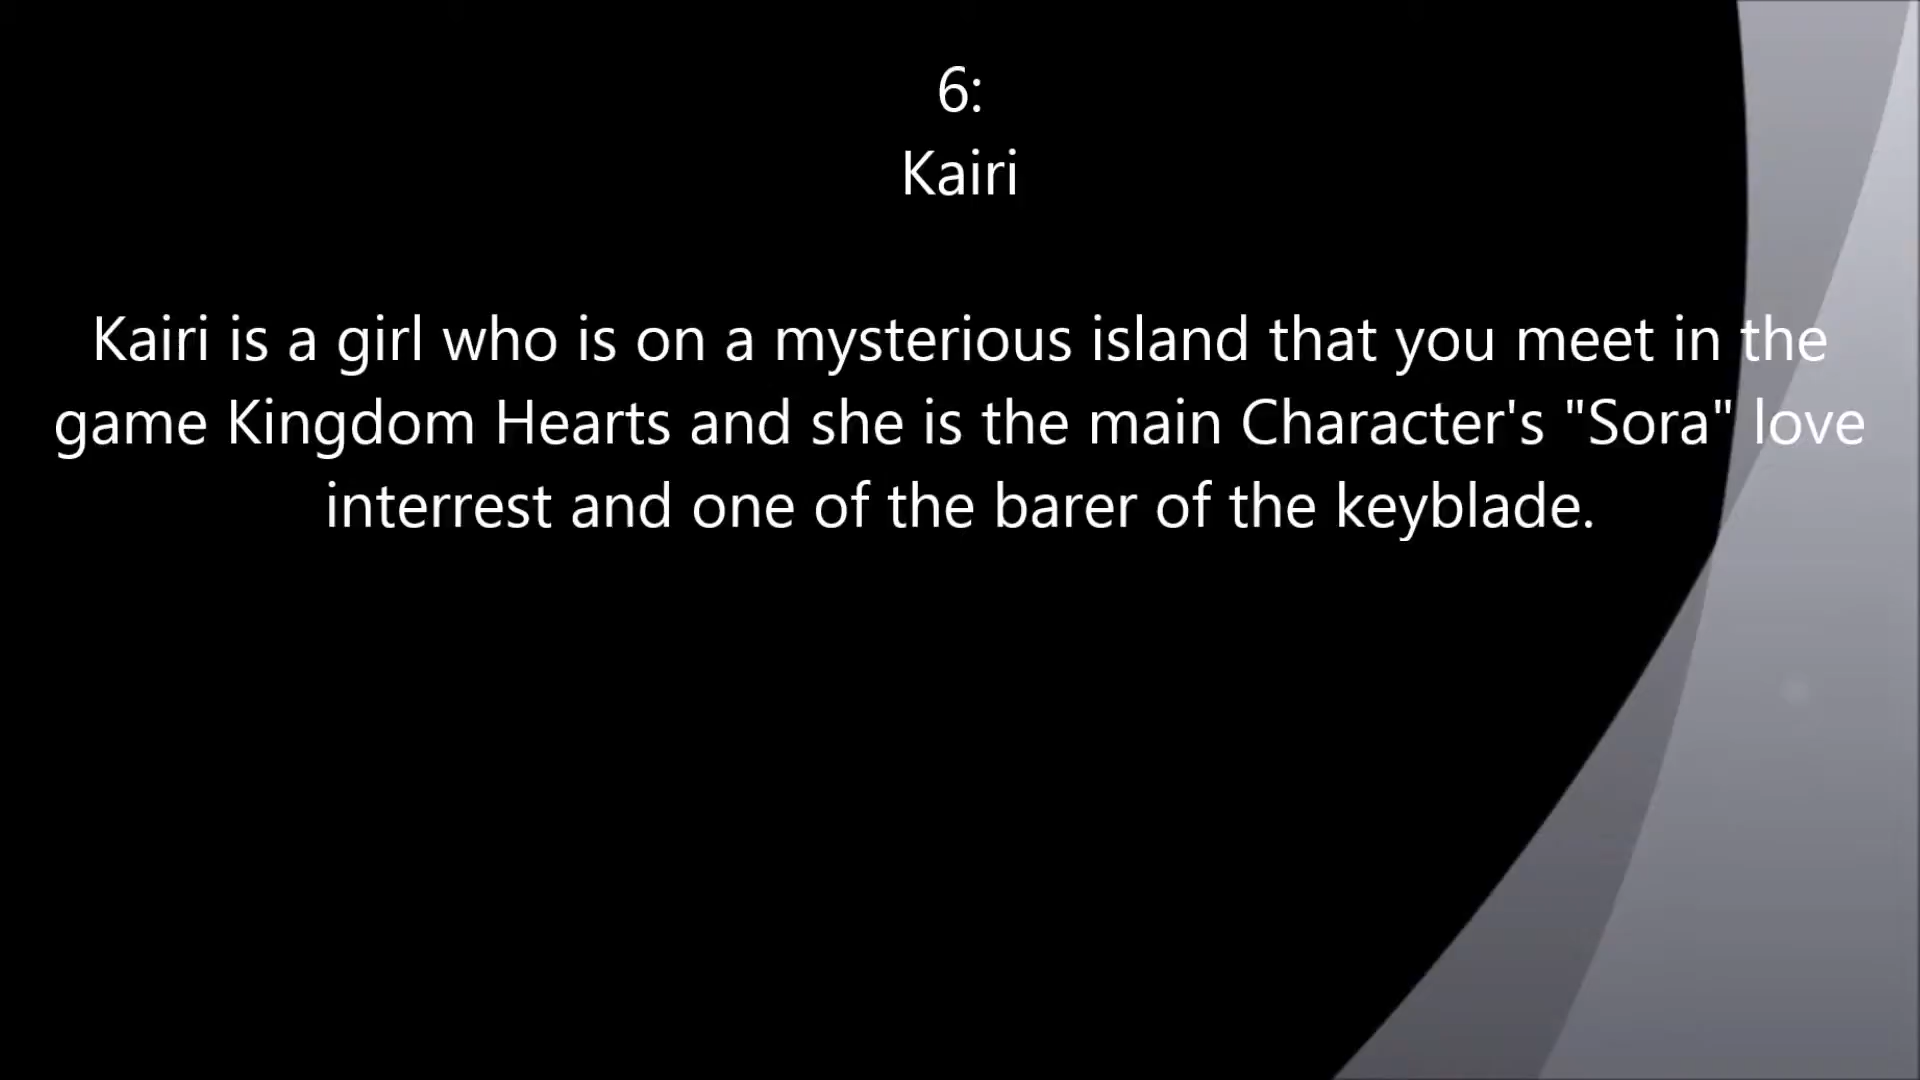 6:
Kairi
Kairi is a girl who is on a mysterious island that you meet in the
game Kingdom Hearts and she is the main Character's "Sora" love
interrest and one of the barer of the keyblade.